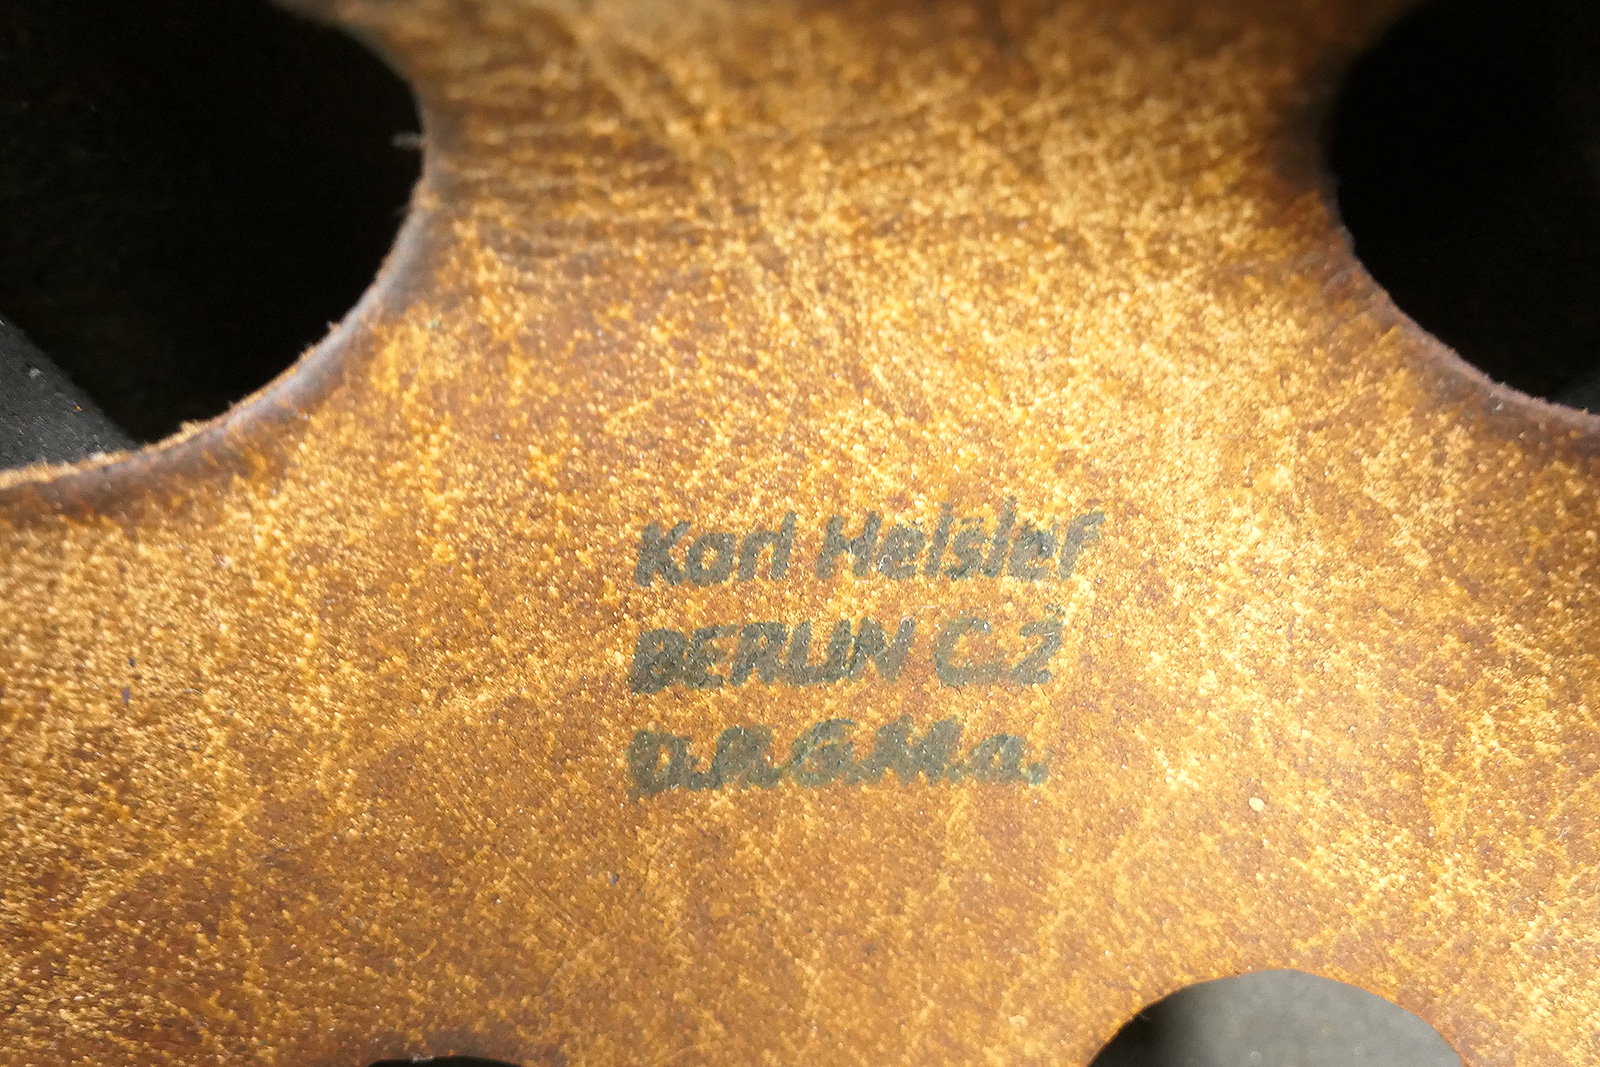 Karl Heisler
BERLIN C.2
D.R.G.M.a.